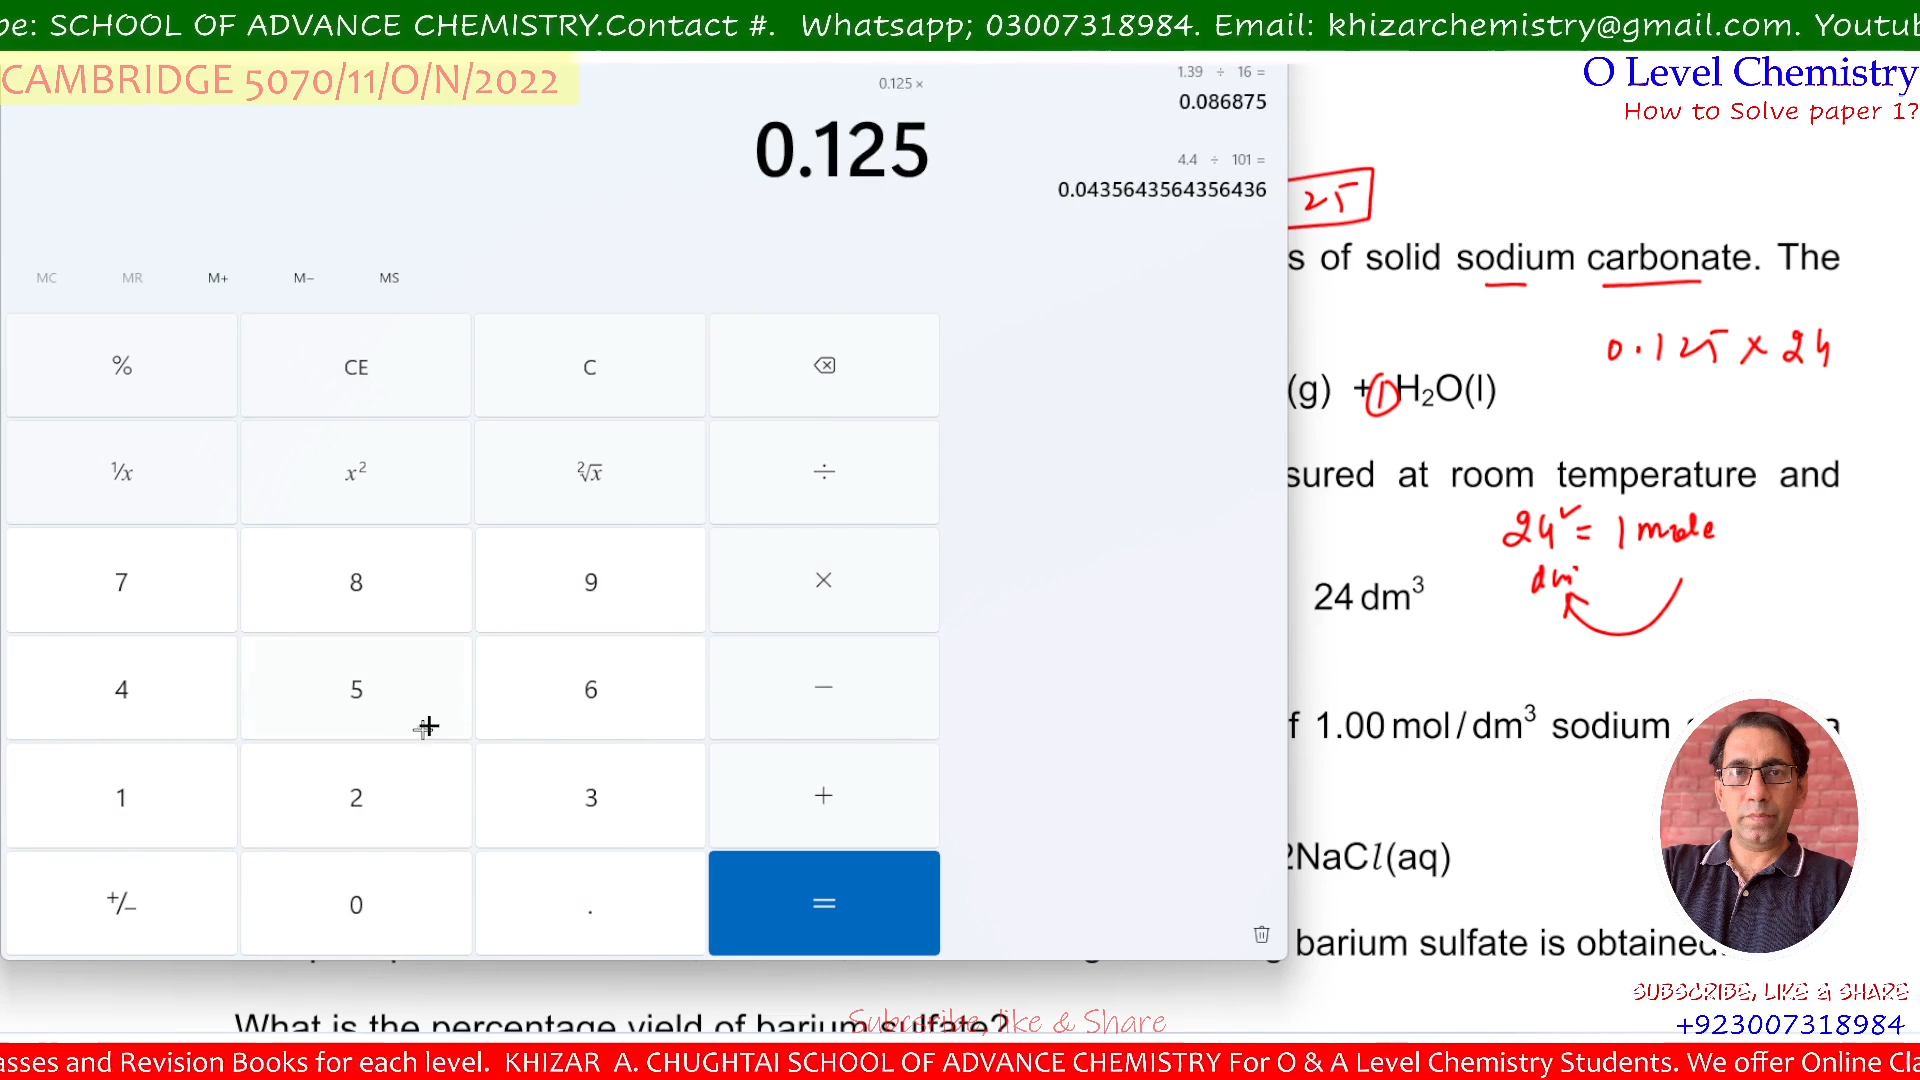 be: SCHOOL OF ADVANCE CHEMISTRY.Contact #. Whatsapp; 03007318984. Email: khizarchemistry@gmail.com. Youtub
CAMBRIDGE 5070/11/O/N/2022
O Level Chemistry
How to Solve paper 1?
0.125 ×
0.125
1.39 ÷ 16 =
0.086875
4.4 ÷ 101 =
0.0435643564356436
25
s of solid sodium carbonate. The
0.125 × 24
(g) + 1 H₂O(l)
sured at room temperature and
24 = 1 mole
dm³
24 dm³
f 1.00 mol / dm³ sodium
a
2NaCl(aq)
barium sulfate is obtained.
What is the percentage yield of barium sulfate?
MC MR M+ M− MS
% CE C
⅟x x² ²√x ÷
7 8 9 ×
4 5 6 −
1 2 3 +
+/− 0 . =
Subcribe, like & Share
SUBSCRIBE, LIKE & SHARE
+923007318984
asses and Revision Books for each level. KHIZAR A. CHUGHTAI SCHOOL OF ADVANCE CHEMISTRY For O & A Level Chemistry Students. We offer Online Cla